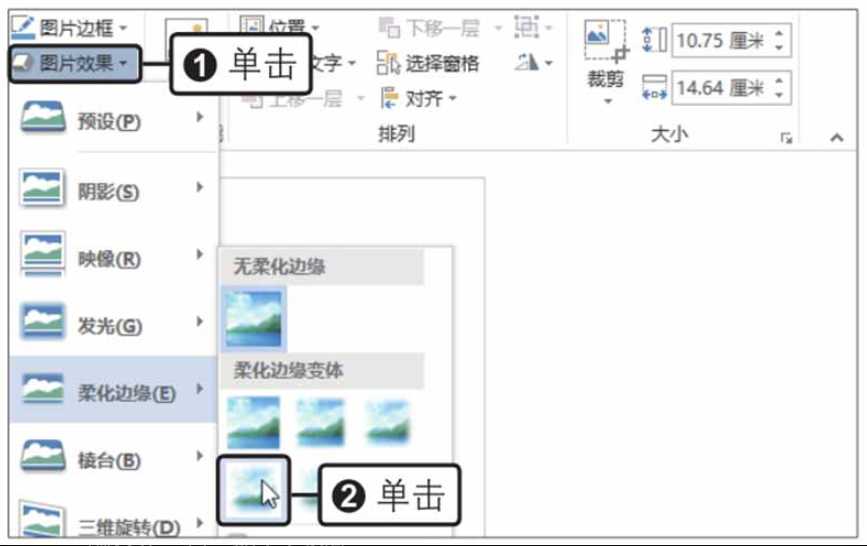 图片边框
位置
下移一层
图片效果
❶ 单击
文字
选择窗格
上移一层
对齐
排列
裁剪
10.75 厘米
14.64 厘米
大小
预设(P)
阴影(S)
映像(R)
发光(G)
柔化边缘(E)
棱台(B)
三维旋转(D)
无柔化边缘
柔化边缘变体
❷ 单击